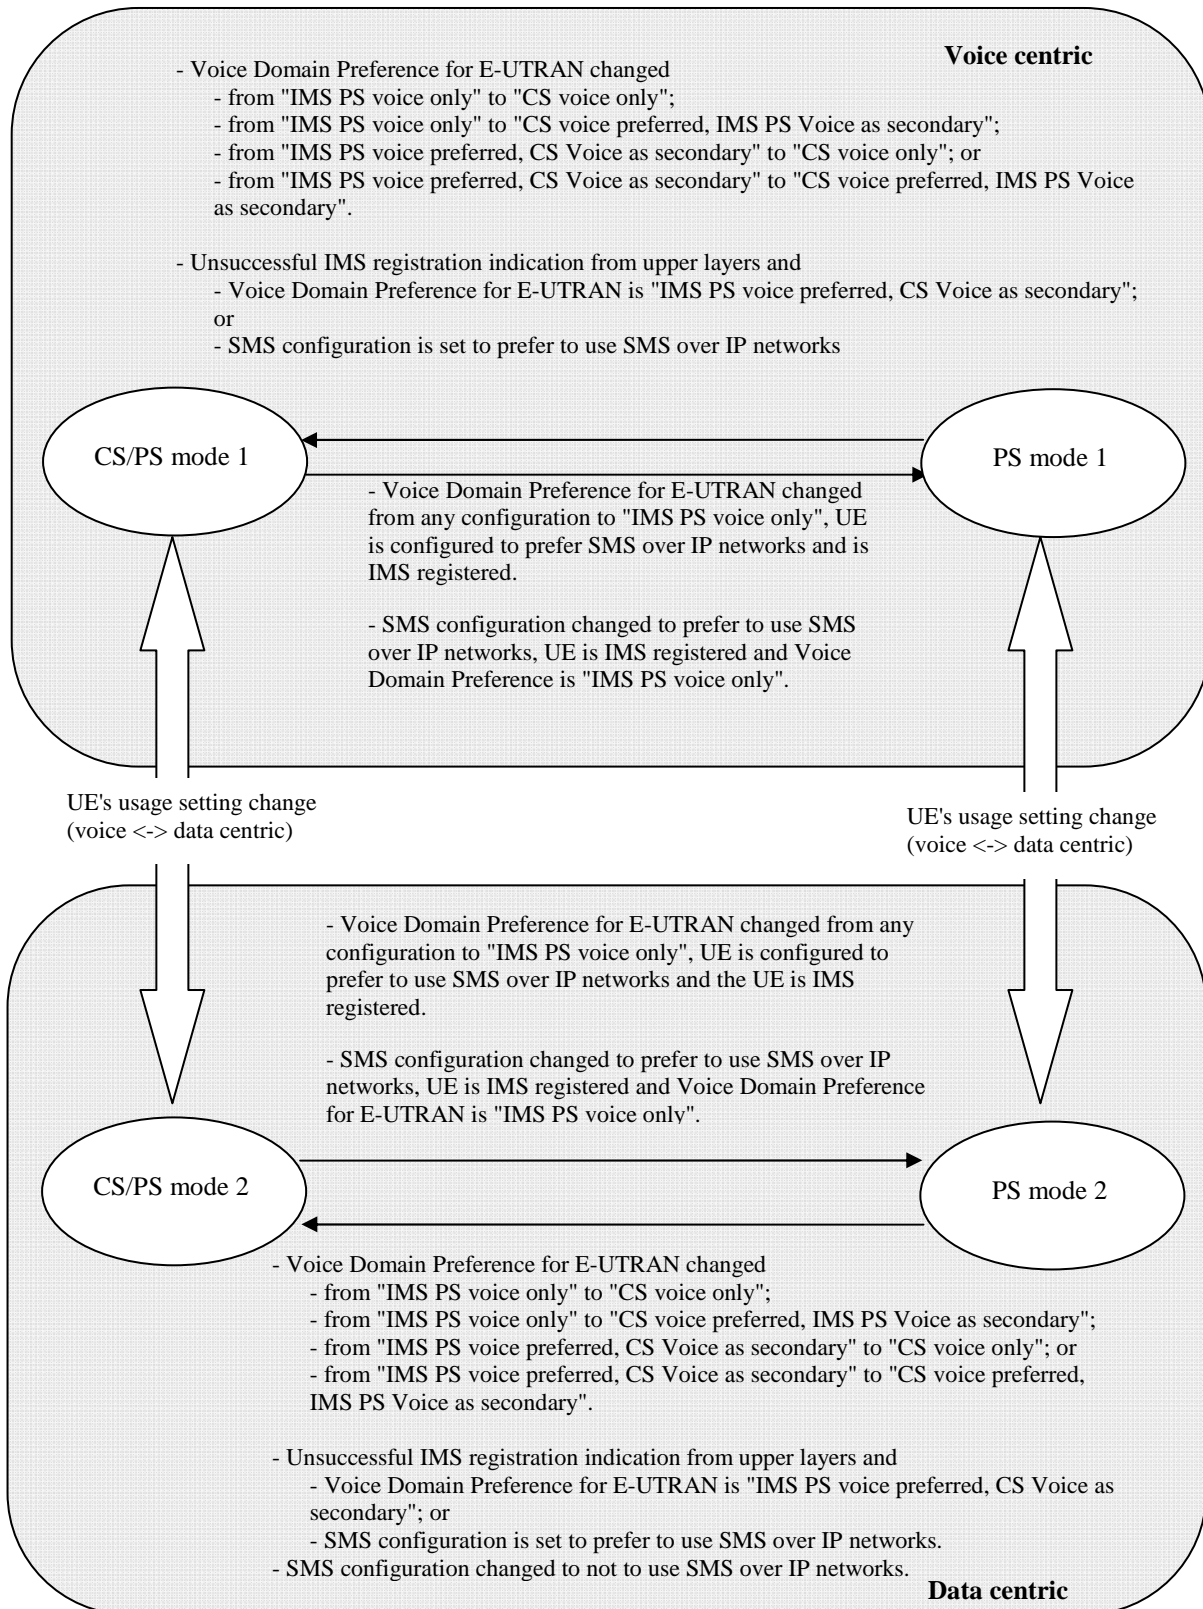 Voice centric
- Voice Domain Preference for E-UTRAN changed
- from "IMS PS voice only" to "CS voice only";
- from "IMS PS voice only" to "CS voice preferred, IMS PS Voice as secondary";
- from "IMS PS voice preferred, CS Voice as secondary" to "CS voice only"; or
- from "IMS PS voice preferred, CS Voice as secondary" to "CS voice preferred, IMS PS Voice
as secondary".
- Unsuccessful IMS registration indication from upper layers and
- Voice Domain Preference for E-UTRAN is "IMS PS voice preferred, CS Voice as secondary";
or
- SMS configuration is set to prefer to use SMS over IP networks
CS/PS mode 1
PS mode 1
- Voice Domain Preference for E-UTRAN changed
from any configuration to "IMS PS voice only", UE
is configured to prefer SMS over IP networks and is
IMS registered.
- SMS configuration changed to prefer to use SMS
over IP networks, UE is IMS registered and Voice
Domain Preference is "IMS PS voice only".
UE's usage setting change
(voice <-> data centric)
UE's usage setting change
(voice <-> data centric)
- Voice Domain Preference for E-UTRAN changed from any
configuration to "IMS PS voice only", UE is configured to
prefer to use SMS over IP networks and the UE is IMS
registered.
- SMS configuration changed to prefer to use SMS over IP
networks, UE is IMS registered and Voice Domain Preference
for E-UTRAN is "IMS PS voice only".
CS/PS mode 2
PS mode 2
- Voice Domain Preference for E-UTRAN changed
- from "IMS PS voice only" to "CS voice only";
- from "IMS PS voice only" to "CS voice preferred, IMS PS Voice as secondary";
- from "IMS PS voice preferred, CS Voice as secondary" to "CS voice only"; or
- from "IMS PS voice preferred, CS Voice as secondary" to "CS voice preferred,
IMS PS Voice as secondary".
- Unsuccessful IMS registration indication from upper layers and
- Voice Domain Preference for E-UTRAN is "IMS PS voice preferred, CS Voice as
secondary"; or
- SMS configuration is set to prefer to use SMS over IP networks.
- SMS configuration changed to not to use SMS over IP networks.
Data centric